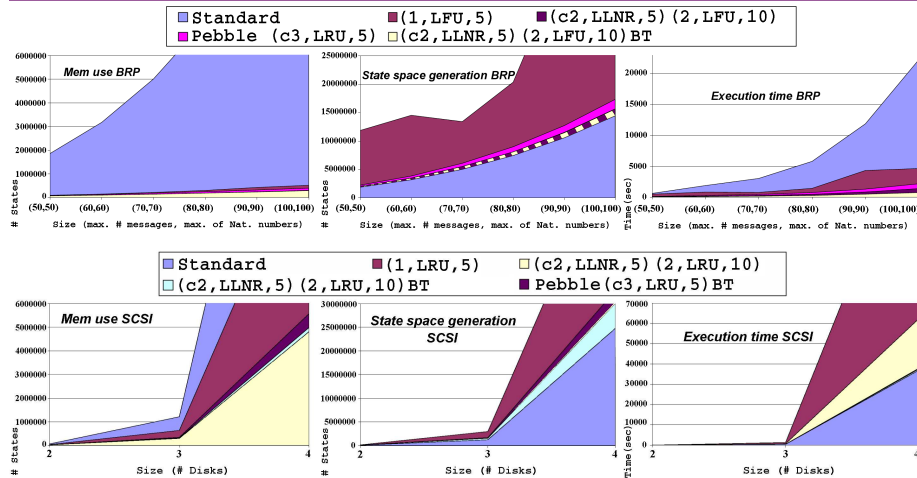 Standard (1,LFU,5) (c2,LLNR,5)(2,LFU,10)
Pebble (c3,LRU,5) (c2,LLNR,5)(2,LFU,10)BT
Mem use BRP
6000000
5000000
4000000
3000000
2000000
1000000
0
# States
(50,50) (60,60) (70,70) (80,80) (90,90) (100,100)
Size (max. # messages, max. of Nat. numbers)
State space generation BRP
25000000
20000000
15000000
10000000
5000000
0
# States
(50,50) (60,60) (70,70) (80,80) (90,90) (100,100)
Size (max. # messages, max. of Nat. numbers)
Execution time BRP
20000
15000
10000
5000
0
Time(sec)
(50,50) (60,60) (70,70) (80,80) (90,90) (100,100)
Size (max. # messages, max. of Nat. numbers)
Standard (1,LRU,5) (c2,LLNR,5)(2,LRU,10)
(c2,LLNR,5)(2,LRU,10)BT Pebble(c3,LRU,5)BT
Mem use SCSI
6000000
5000000
4000000
3000000
2000000
1000000
0
# States
2 3 4
Size (# Disks)
State space generation
SCSI
30000000
25000000
20000000
15000000
10000000
5000000
0
# States
2 3 4
Size (# Disks)
Execution time SCSI
70000
60000
50000
40000
30000
20000
10000
0
Time(sec)
2 3 4
Size (# Disks)